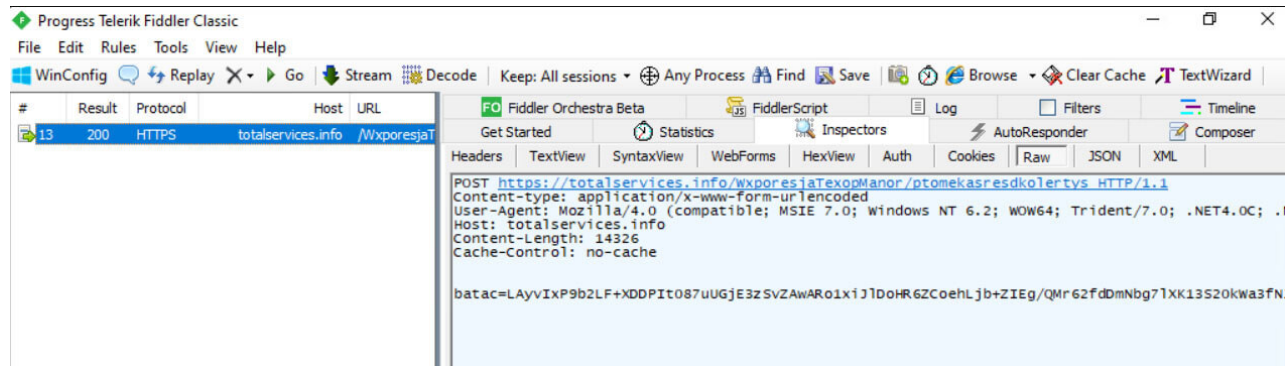 Progress Telerik Fiddler Classic
File Edit Rules Tools View Help
WinConfig Replay Go Stream Decode Keep: All sessions Any Process Find Save Browse Clear Cache TextWizard
# Result Protocol Host URL
13 200 HTTPS totalservices.info /WxporesjaT
FO Fiddler Orchestra Beta FiddlerScript Log Filters Timeline
Get Started Statistics Inspectors AutoResponder Composer
Headers TextView SyntaxView WebForms HexView Auth Cookies Raw JSON XML
POST https://totalservices.info/WxporesjaTexopManor/ptomekasresdkolertys HTTP/1.1
Content-type: application/x-www-form-urlencoded
User-Agent: Mozilla/4.0 (compatible; MSIE 7.0; Windows NT 6.2; WOW64; Trident/7.0; .NET4.0C;
Host: totalservices.info
Content-Length: 14326
Cache-Control: no-cache